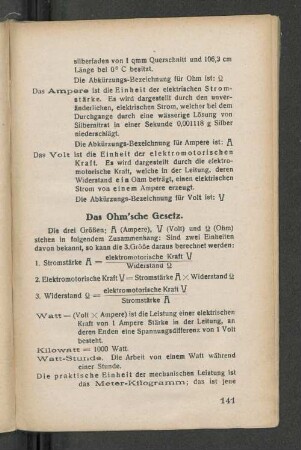 silberfaden von 1 qmm Querschnitt und 106,3 cm
Länge bei 0° C besitzt.
Die Abkürzungs-Bezeichnung für Ohm ist: Ω
Das Ampere ist die Einheit der elektrischen Strom-
stärke. Es wird dargestellt durch den unver-
änderlichen, elektrischen Strom, welcher bei dem
Durchgange durch eine wässerige Lösung von
Silbernitrat in einer Sekunde 0,001118 g Silber
niederschlägt.
Die Abkürzungs-Bezeichnung für Ampere ist: A
Das Volt ist die Einheit der elektromotorischen
Kraft. Es wird dargestellt durch die elektro-
motorische Kraft, welche in der Leitung, deren
Widerstand ein Ohm beträgt, einen elektrischen
Strom von einem Ampere erzeugt.
Die Abkürzungs-Bezeichnung für Volt ist: V
Das Ohm'sche Gesetz.
Die drei Größen; A (Ampere), V (Volt) und Ω (Ohm)
stehen in folgendem Zusammenhang: Sind zwei Einheiten
davon bekannt, so kann die 3. Größe daraus berechnet werden:
1. Stromstärke A = elektromotorische Kraft V
Widerstand Ω
2. Elektromotorische Kraft V = Stromstärke A × Widerstand Ω
3. Widerstand Ω = elektromotorische Kraft V
Stromstärke A
Watt = (Volt × Ampere) ist die Leistung einer elektrischen
Kraft von 1 Ampere Stärke in der Leitung, an
deren Enden eine Spannungsdifferenz von 1 Volt
besteht.
Kilowatt = 1000 Watt.
Watt-Stunde. Die Arbeit von einem Watt während
einer Stunde.
Die praktische Einheit der mechanischen Leistung ist
das Meter-Kilogramm; das ist jene
141